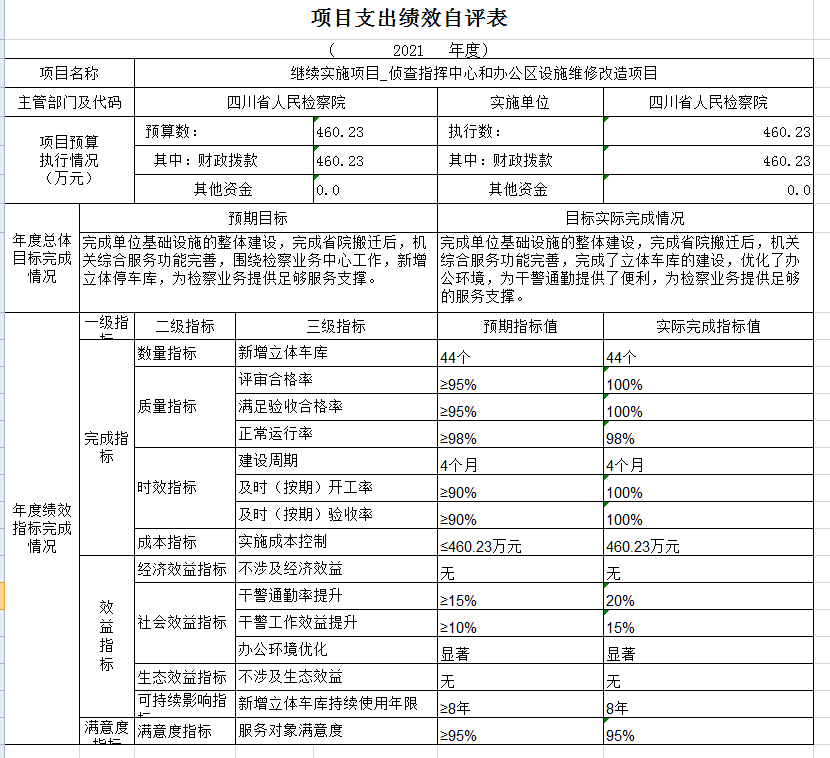 项目支出绩效自评表
（ 2021 年度）
项目名称 继续实施项目_侦查指挥中心和办公区设施维修改造项目
主管部门及代码 四川省人民检察院 实施单位 四川省人民检察院
项目预算
执行情况
（万元）
预算数： 460.23 执行数： 460.23
其中：财政拨款 460.23 其中：财政拨款 460.23
其他资金 0.0 其他资金 0.0
年度总体
目标完成
情况
预期目标 目标实际完成情况
完成单位基础设施的整体建设，完成省院搬迁后，机
关综合服务功能完善，围绕检察业务中心工作，新增
立体停车库，为检察业务提供足够服务支撑。
完成单位基础设施的整体建设，完成省院搬迁后，机关
综合服务功能完善，完成了立体车库的建设，优化了办
公环境，为干警通勤提供了便利，为检察业务提供足够
的服务支撑。
年度绩效
指标完成
情况
一级指
标
二级指标 三级指标 预期指标值 实际完成指标值
完成指
标
数量指标 新增立体车库 44个 44个
质量指标
评审合格率 ≥95% 100%
满足验收合格率 ≥95% 100%
正常运行率 ≥98% 98%
时效指标
建设周期 4个月 4个月
及时（按期）开工率 ≥90% 100%
及时（按期）验收率 ≥90% 100%
成本指标 实施成本控制 ≤460.23万元 460.23万元
效
益
指
标
经济效益指标 不涉及经济效益 无 无
社会效益指标
干警通勤率提升 ≥15% 20%
干警工作效益提升 ≥10% 15%
办公环境优化 显著 显著
生态效益指标 不涉及生态效益 无 无
可持续影响指
标
新增立体车库持续使用年限 ≥8年 8年
满意度
指标
满意度指标 服务对象满意度 ≥95% 95%